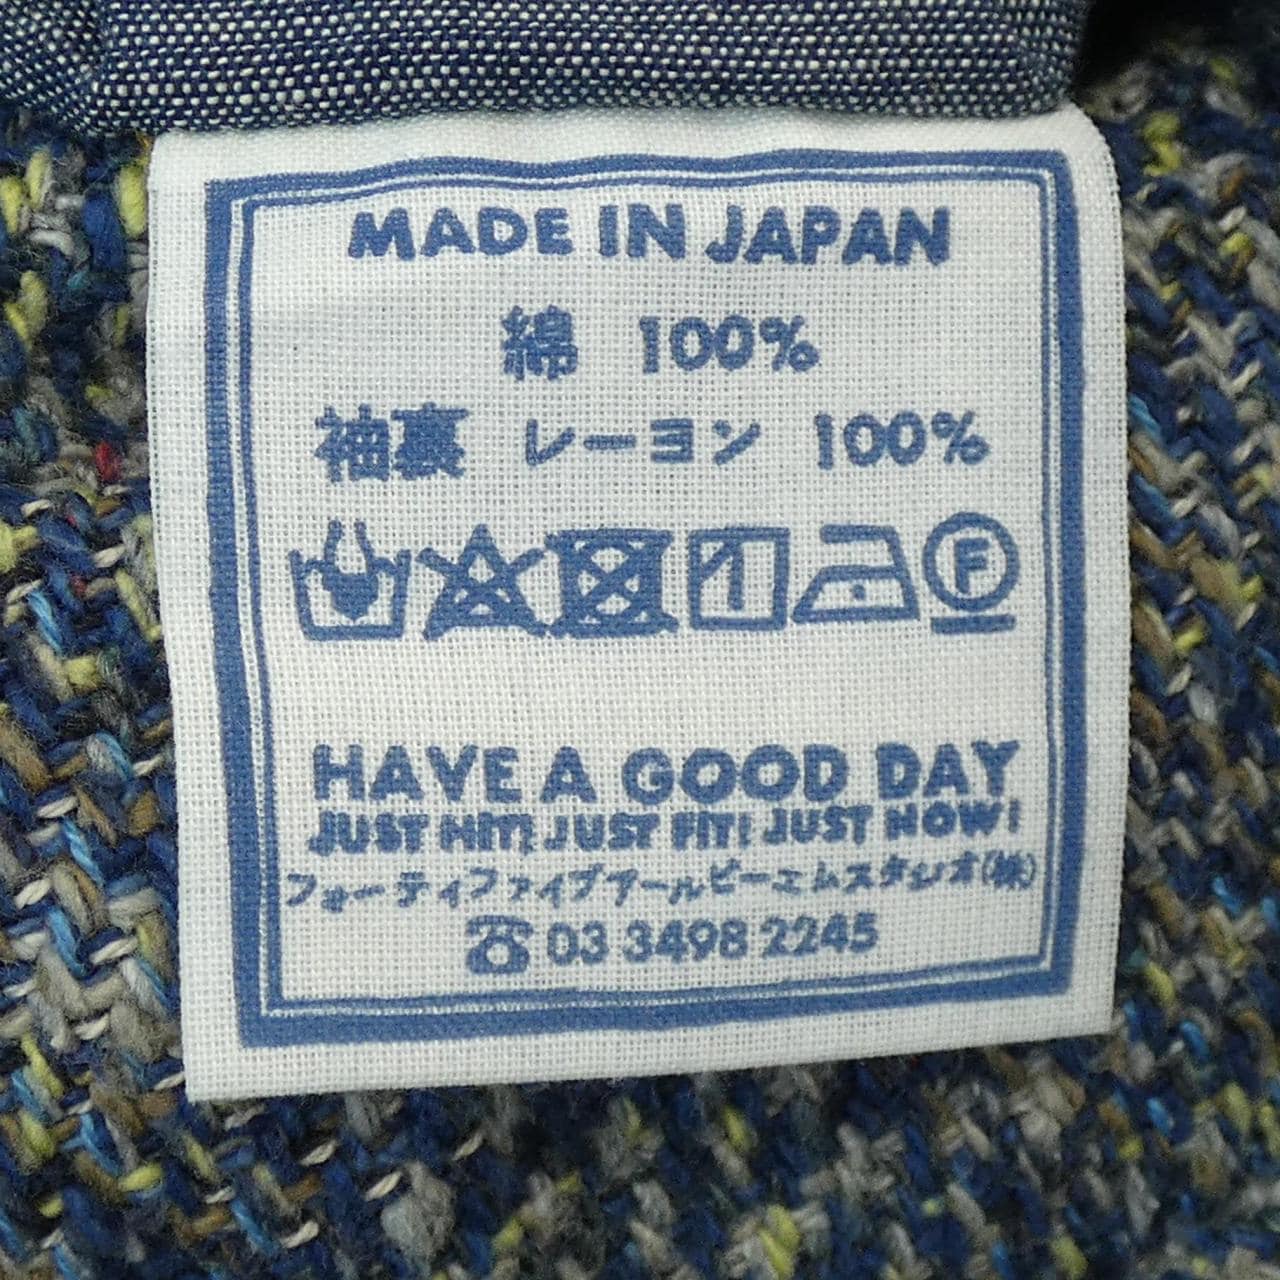 MADE IN JAPAN
綿 100%
袖裏 レーヨン 100%
F
HAVE A GOOD DAY
JUST HIT! JUST FIT! JUST NOW!
フォーティファイブアールピーエムスタジオ(株)
☎03 3498 2245